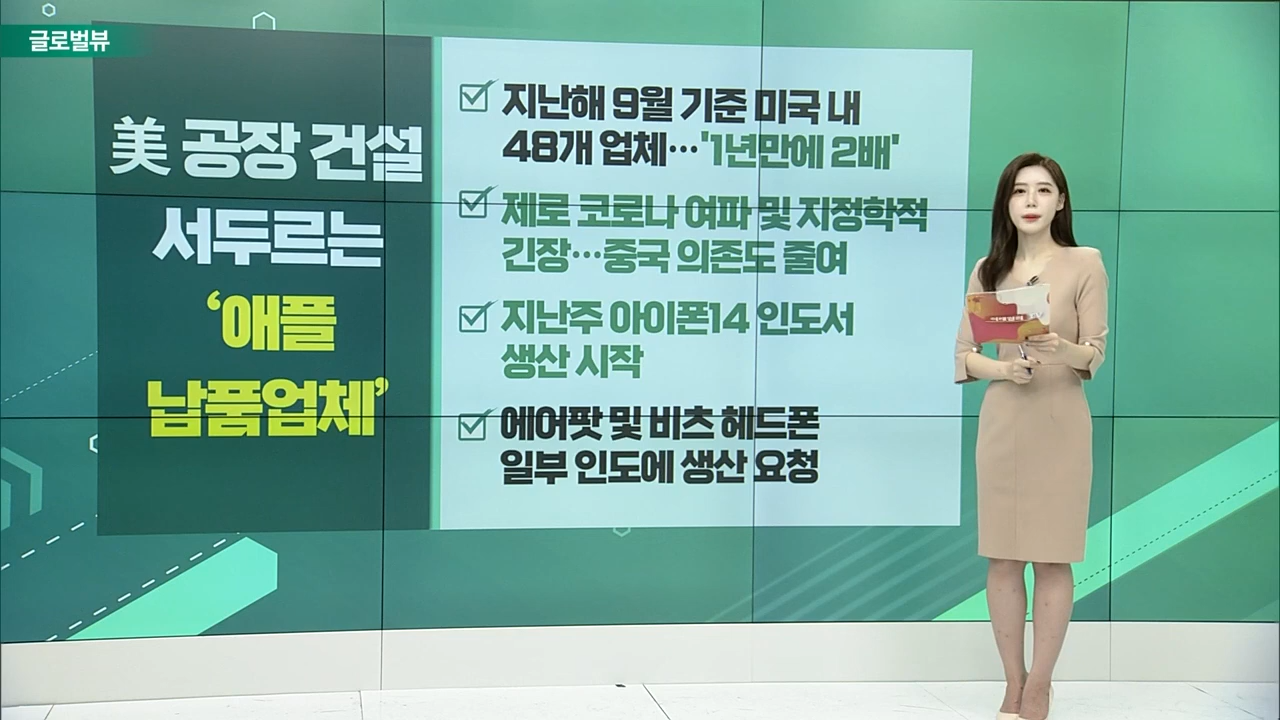 글로벌뷰
美 공장 건설
서두르는
‘애플
납품업체’
지난해 9월 기준 미국 내
48개 업체…'1년만에 2배'
제로 코로나 여파 및 지정학적
긴장…중국 의존도 줄여
지난주 아이폰14 인도서
생산 시작
에어팟 및 비츠 헤드폰
일부 인도에 생산 요청